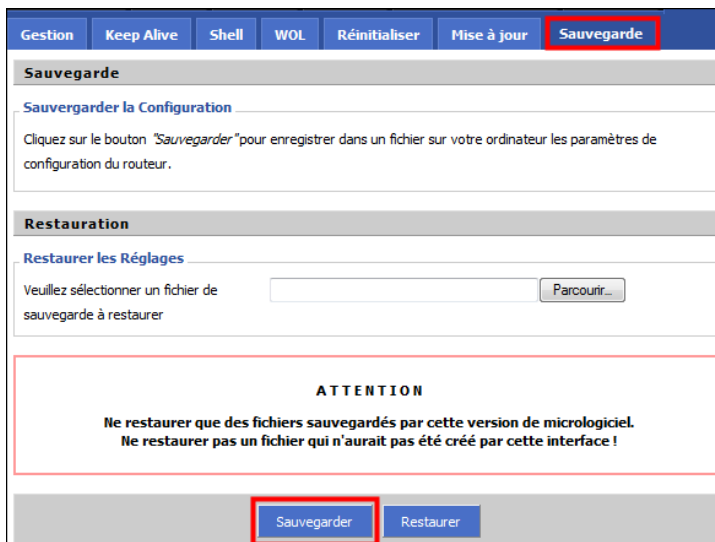 Gestion Keep Alive Shell WOL Réinitialiser Mise à jour Sauvegarde
Sauvegarde
Sauvergarder la Configuration
Cliquez sur le bouton "Sauvegarder" pour enregistrer dans un fichier sur votre ordinateur les paramètres de
configuration du routeur.
Restauration
Restaurer les Réglages
Veuillez sélectionner un fichier de
sauvegarde à restaurer
Parcourir...
ATTENTION
Ne restaurer que des fichiers sauvegardés par cette version de micrologiciel.
Ne restaurer pas un fichier qui n'aurait pas été créé par cette interface !
Sauvegarder Restaurer